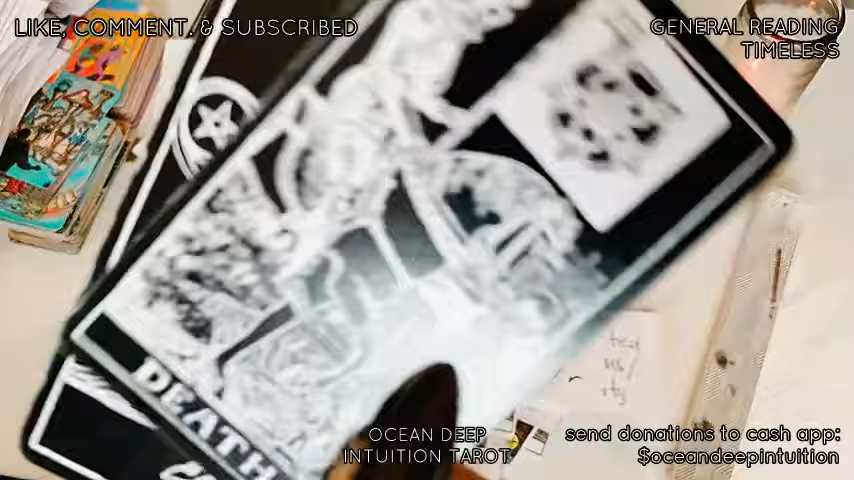 LIKE, COMMENT, & SUBSCRIBED
GENERAL READING
TIMELESS
DEATH
OCEAN DEEP
INTUITION TAROT
send donations to cash app:
$oceandeepintuition